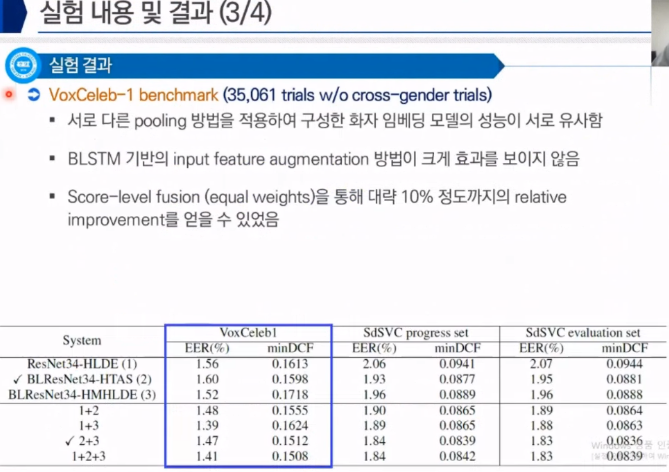 실험 내용 및 결과 (3/4)
실험 결과
VoxCeleb-1 benchmark (35,061 trials w/o cross-gender trials)
서로 다른 pooling 방법을 적용하여 구성한 화자 임베딩 모델의 성능이 서로 유사함
BLSTM 기반의 input feature augmentation 방법이 크게 효과를 보이지 않음
Score-level fusion (equal weights)을 통해 대략 10% 정도까지의 relative
improvement를 얻을 수 있었음
System VoxCeleb1 SdSVC progress set SdSVC evaluation set
EER(%) minDCF EER(%) minDCF EER(%) minDCF
ResNet34-HLDE (1) 1.56 0.1613 2.06 0.0941 2.07 0.0944
✓ BLResNet34-HTAS (2) 1.60 0.1598 1.93 0.0877 1.95 0.0881
BLResNet34-HMHLDE (3) 1.52 0.1718 1.96 0.0889 1.96 0.0888
1+2 1.48 0.1555 1.90 0.0865 1.89 0.0864
1+3 1.39 0.1624 1.89 0.0865 1.88 0.0863
✓ 2+3 1.47 0.1512 1.84 0.0839 1.83 0.0836
1+2+3 1.41 0.1508 1.84 0.0842 1.83 0.0839